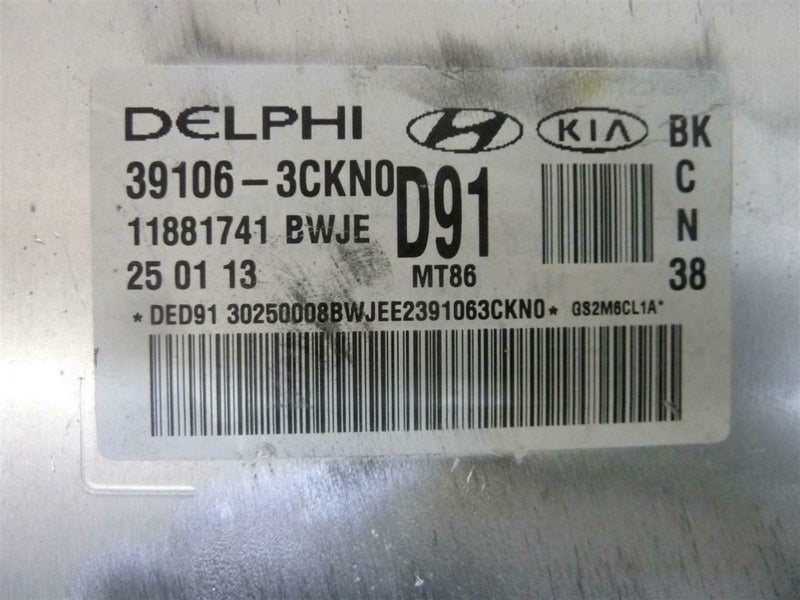 DELPHI H KIA BK
39106-3CKN0 D91 C
11881741 BWJE N
25 01 13 MT86 38
*DED91 30250008BWJEE2391063CKN0* GS2M6CL1A*